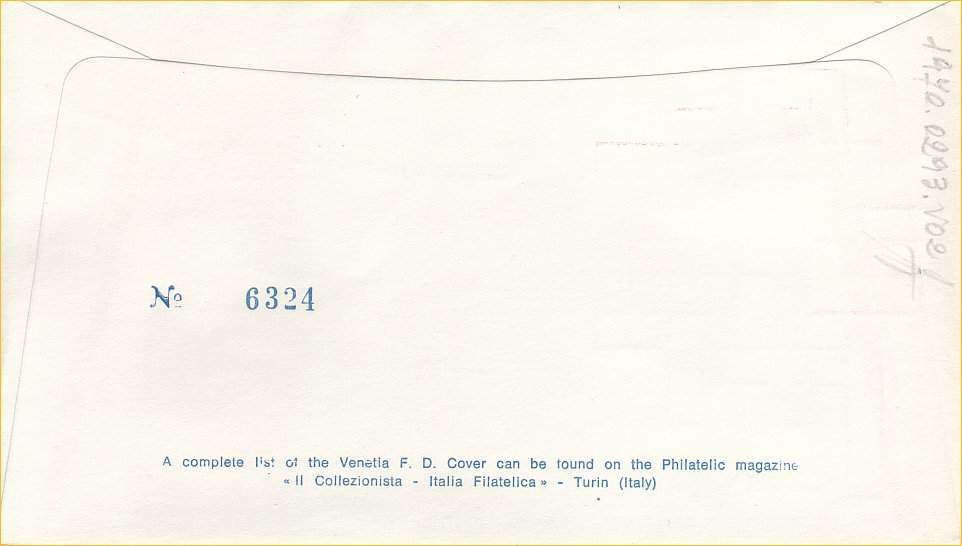 Nº 6324
A complete list of the Venetia F. D. Cover can be found on the Philatelic magazine
« Il Collezionista - Italia Filatelica » - Turin (Italy)